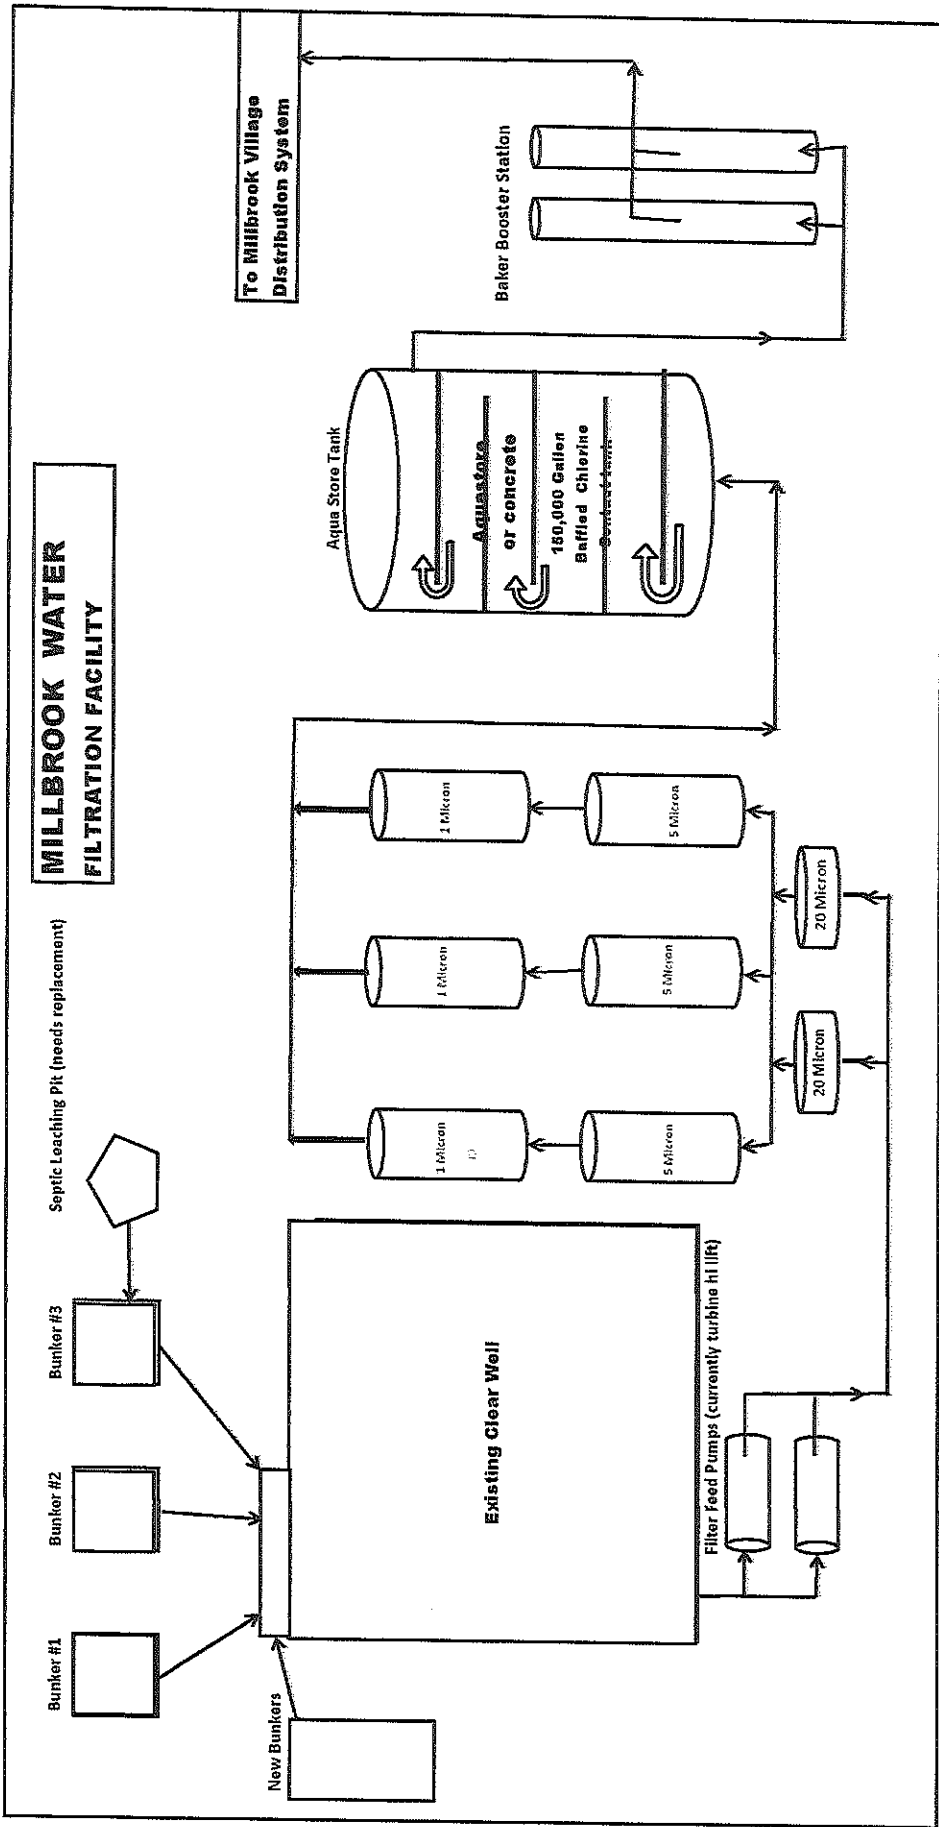 MILLBROOK WATER
FILTRATION FACILITY
Bunker #1
Bunker #2
Bunker #3
Septic Leaching Pit (needs replacement)
New Bunkers
Existing Clear Well
Filter Feed Pumps (currently turbine hi lift)
1 Micron
1 Micron
1 Micron
5 Micron
5 Micron
5 Micron
20 Micron
20 Micron
Aqua Store Tank
Aquastore
or concrete
150,000 Gallon
Baffled Chlorine
Contact tank
Baker Booster Station
To Millbrook Village
Distribution System